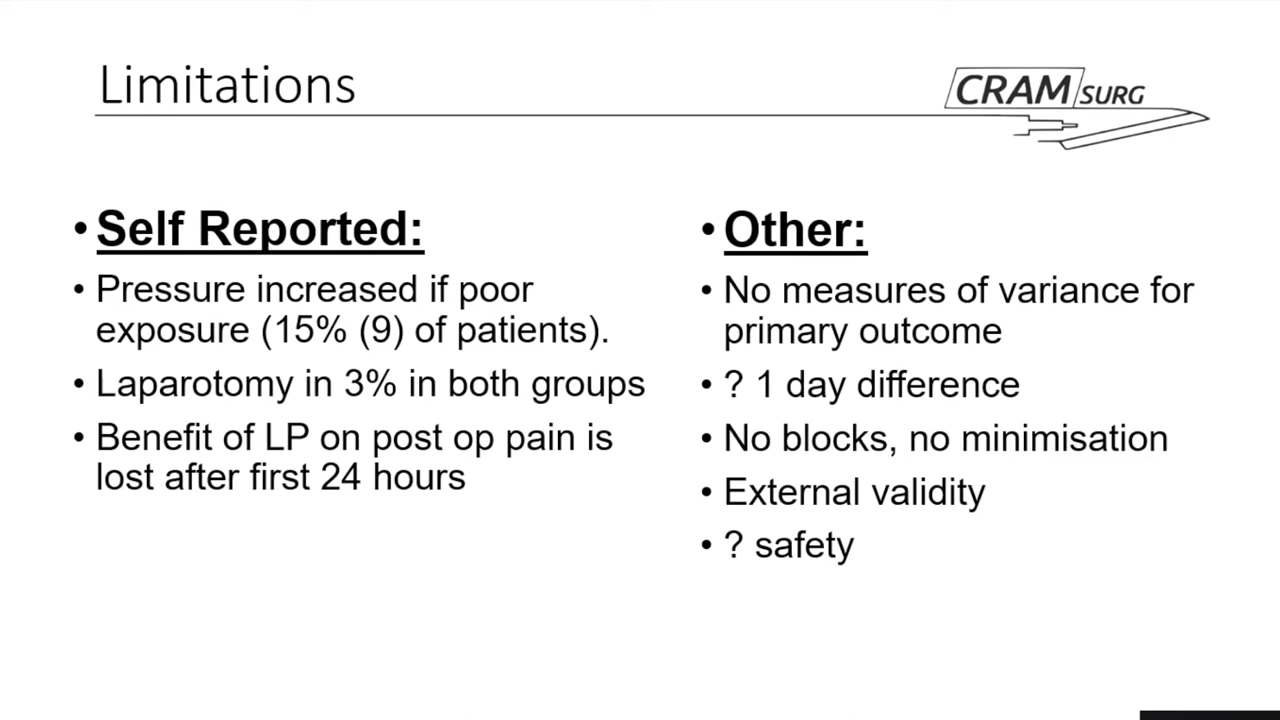 Limitations
CRAM SURG
• Self Reported:
• Pressure increased if poor
exposure (15% (9) of patients).
• Laparotomy in 3% in both groups
• Benefit of LP on post op pain is
lost after first 24 hours
• Other:
• No measures of variance for
primary outcome
• ? 1 day difference
• No blocks, no minimisation
• External validity
• ? safety